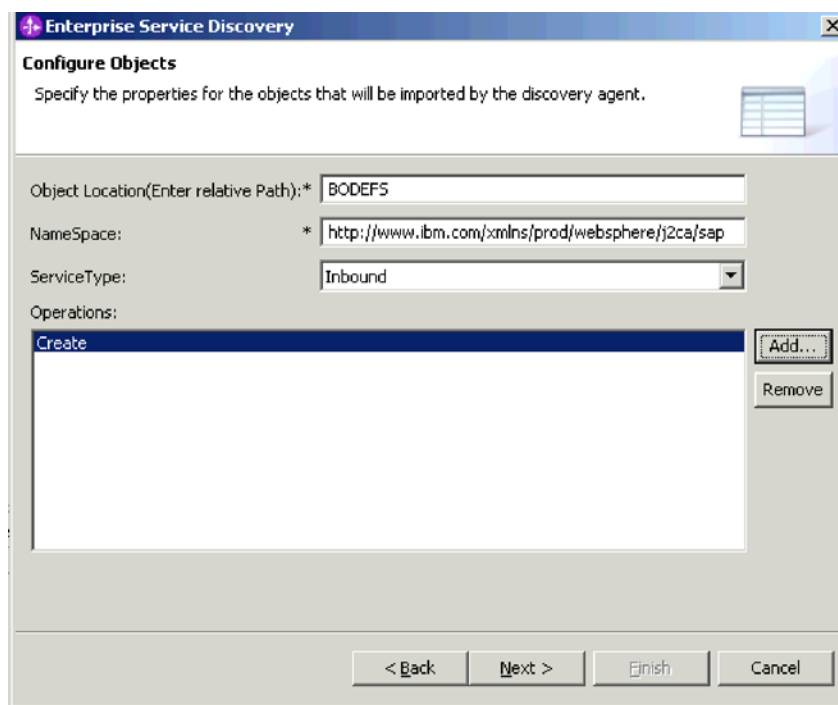 Enterprise Service Discovery
Configure Objects
Specify the properties for the objects that will be imported by the discovery agent.
Object Location(Enter relative Path):* BODEFS
NameSpace: * http://www.ibm.com/xmlns/prod/websphere/j2ca/sap
ServiceType: Inbound
Operations:
Create
Add...
Remove
< Back Next > Finish Cancel